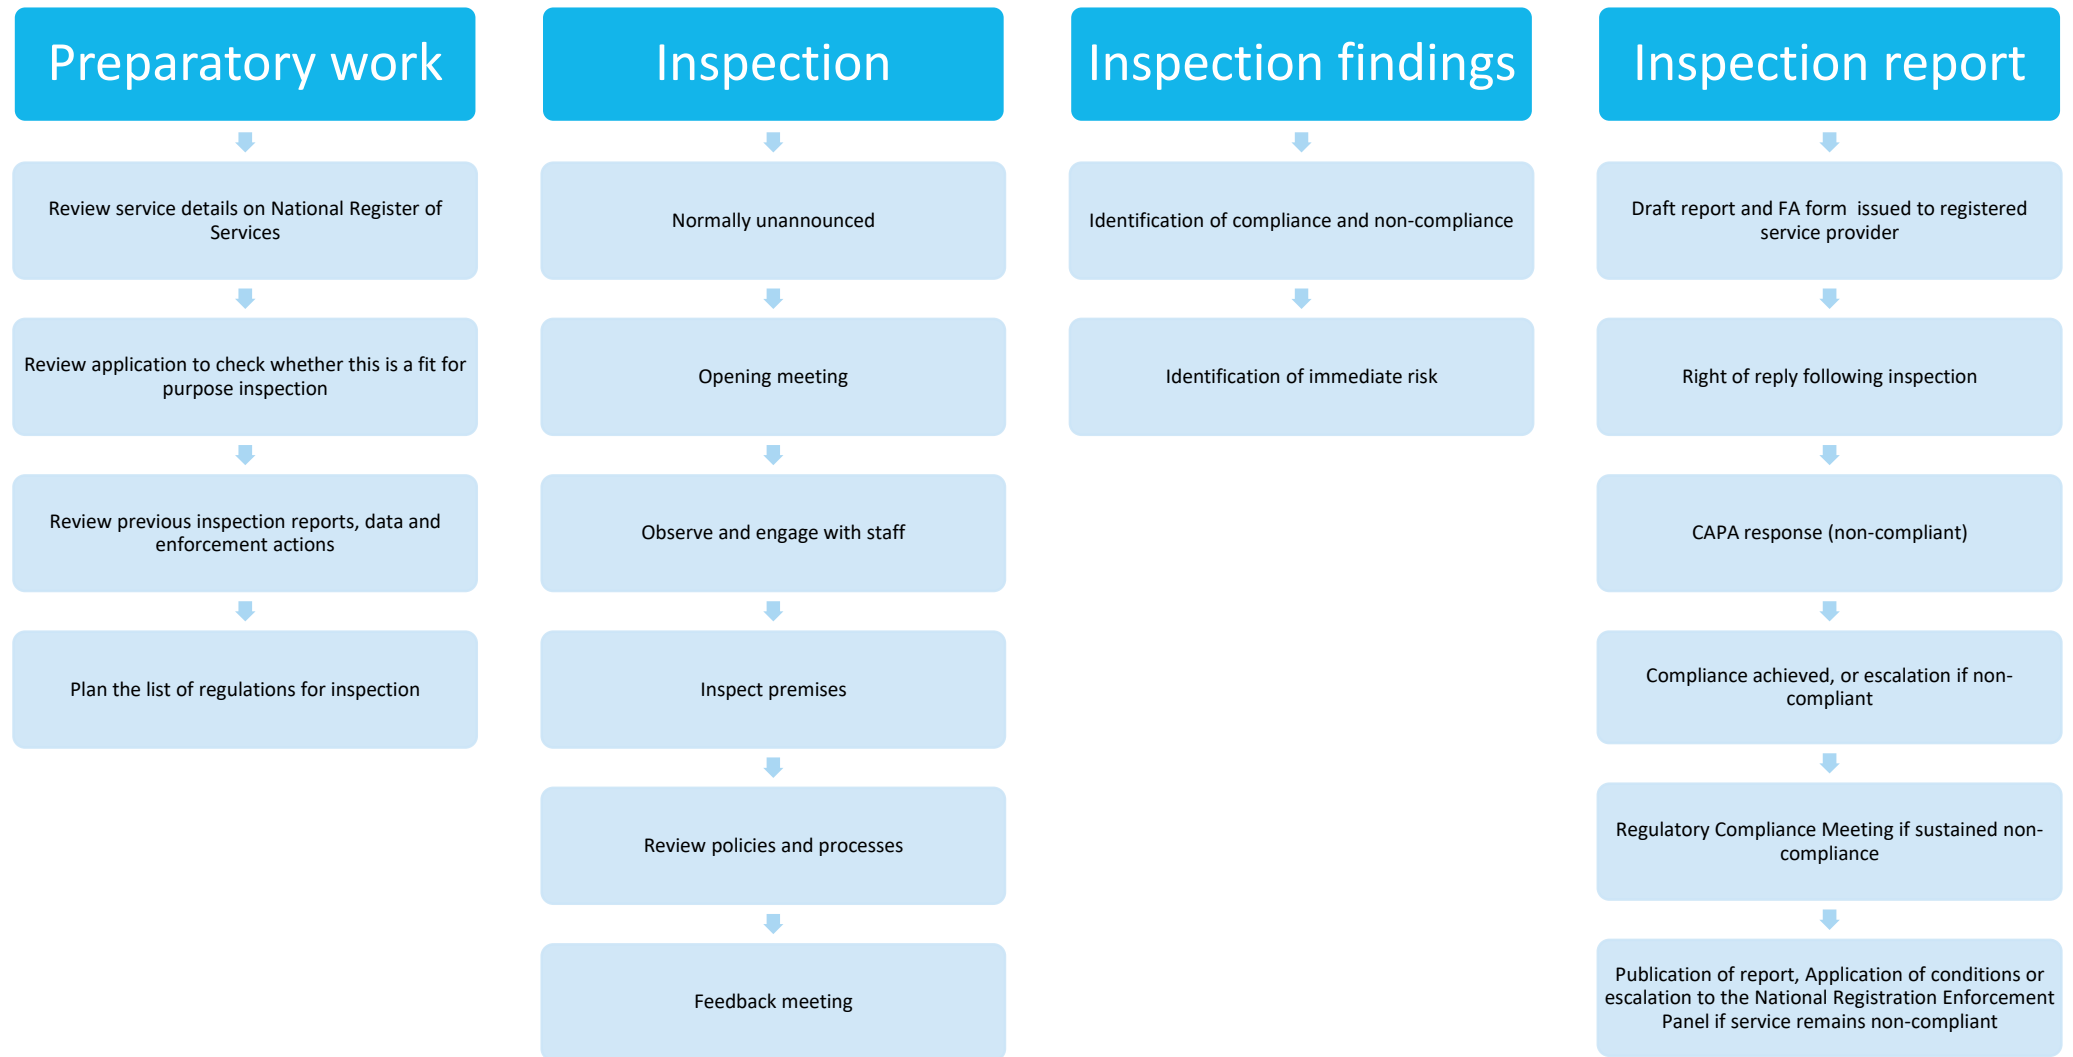 Preparatory work
Review service details on National Register of
Services
Review application to check whether this is a fit for
purpose inspection
Review previous inspection reports, data and
enforcement actions
Plan the list of regulations for inspection
Inspection
Normally unannounced
Opening meeting
Observe and engage with staff
Inspect premises
Review policies and processes
Feedback meeting
Inspection findings
Identification of compliance and non-compliance
Identification of immediate risk
Inspection report
Draft report and FA form issued to registered
service provider
Right of reply following inspection
CAPA response (non-compliant)
Compliance achieved, or escalation if non-
compliant
Regulatory Compliance Meeting if sustained non-
compliance
Publication of report, Application of conditions or
escalation to the National Registration Enforcement
Panel if service remains non-compliant